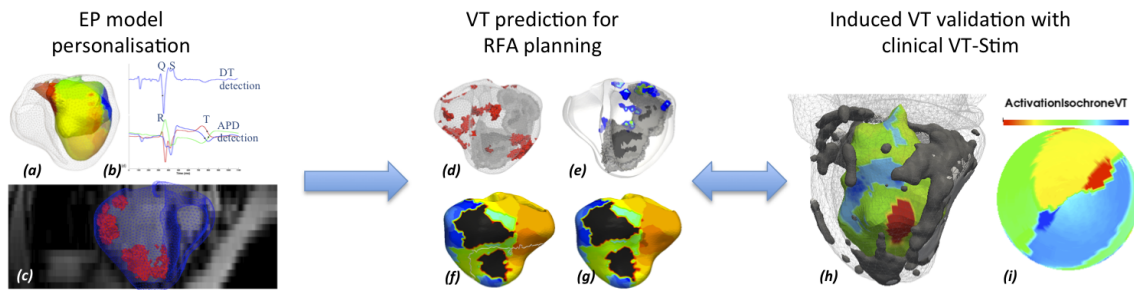 EP model
personalisation
VT prediction for
RFA planning
Induced VT validation with
clinical VT-Stim
Q S
DT
detection
R
T
APD
detection
(a)
(b)
(c)
(d)
(e)
(f)
(g)
(h)
ActivationIsochroneVT
(i)